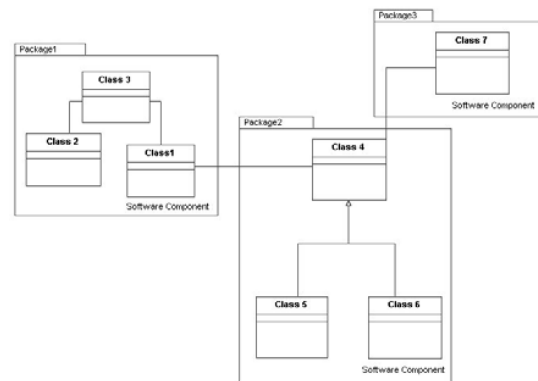 Package1
Class 3
Class 2
Class1
Software Component
Package3
Class 7
Software Component
Package2
Class 4
Class 5
Class 6
Software Component